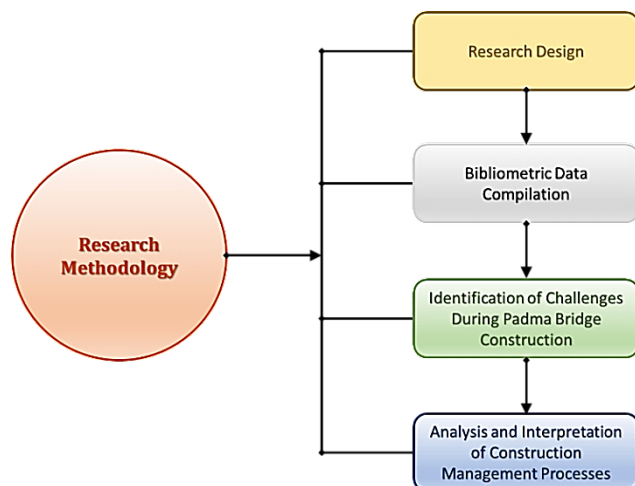 Research Design
Bibliometric Data
Compilation
Research
Methodology
Identification of Challenges
During Padma Bridge
Construction
Analysis and Interpretation
of Construction
Management Processes